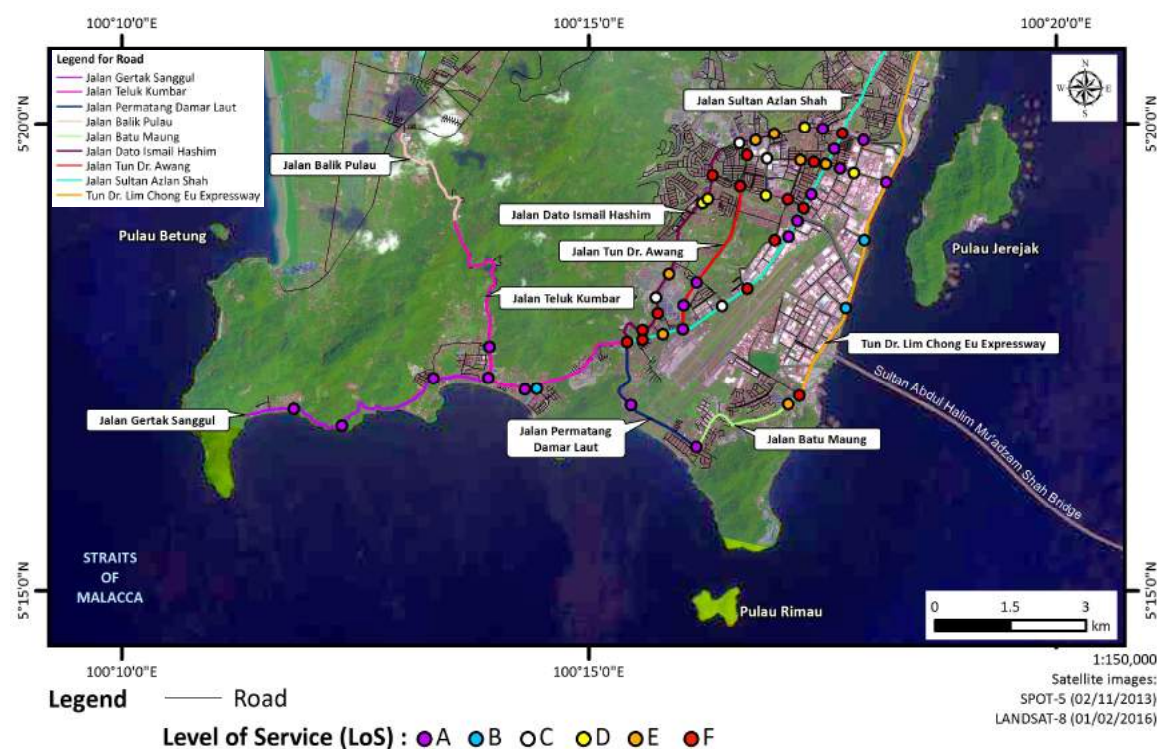 100°10'0"E
100°15'0"E
100°20'0"E
Legend for Road
Jalan Gertak Sanggul
Jalan Teluk Kumbar
Jalan Permatang Damar Laut
Jalan Balik Pulau
Jalan Batu Maung
Jalan Dato Ismail Hashim
Jalan Tun Dr. Awang
Jalan Sultan Azlan Shah
Tun Dr. Lim Chong Eu Expressway
N
W
E
S
Jalan Sultan Azlan Shah
5°20'0"N
5°20'0"N
Jalan Balik Pulau
Jalan Dato Ismail Hashim
Pulau Betung
Pulau Jerejak
Jalan Tun Dr. Awang
Jalan Teluk Kumbar
Tun Dr. Lim Chong Eu Expressway
Sultan Abdul Halim Mu'adzam Shah Bridge
Jalan Gertak Sanggul
Jalan Permatang
Damar Laut
Jalan Batu Maung
STRAITS
OF
MALACCA
5°15'0"N
5°15'0"N
Pulau Rimau
0 1.5 3
km
100°10'0"E
100°15'0"E
100°20'0"E
1:150,000
Satellite images:
SPOT-5 (02/11/2013)
LANDSAT-8 (01/02/2016)
Legend
Road
Level of Service (LoS) : A B C D E F